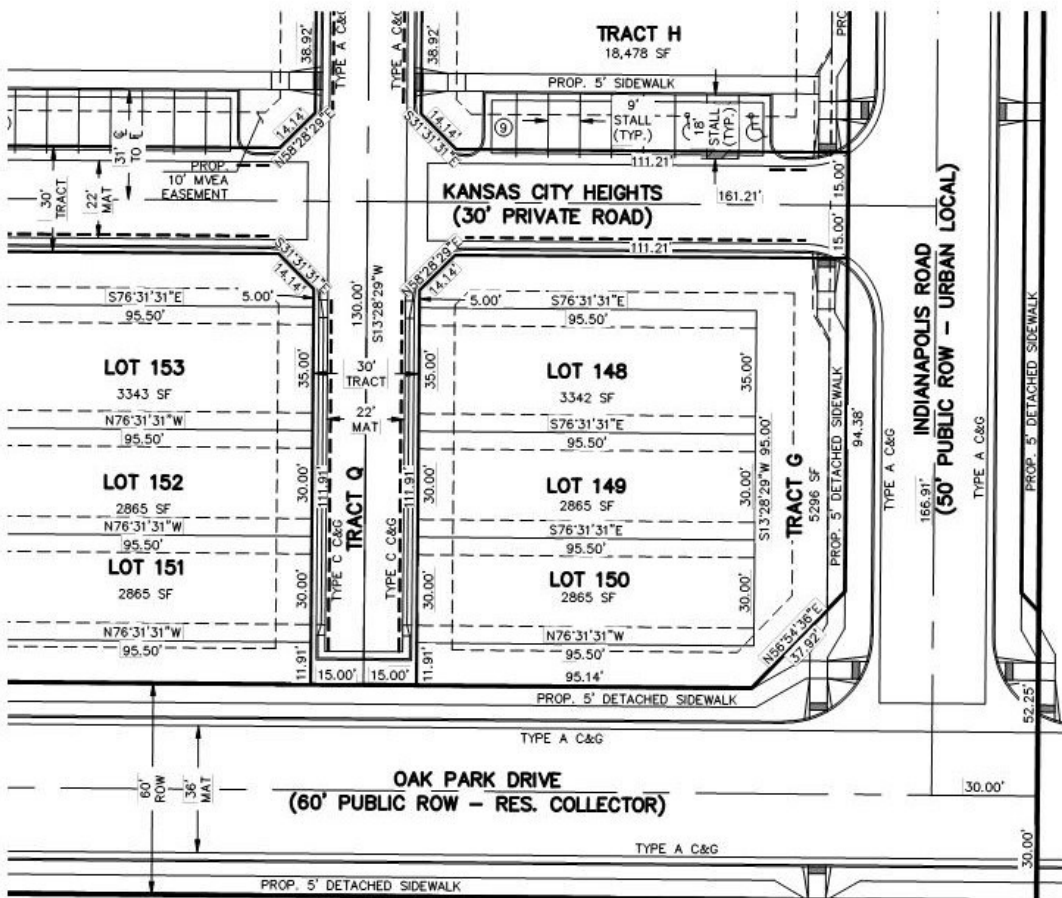 TRACT H
18,478 SF
PROP. 5' SIDEWALK
38.92'
TYPE A C&G
TYPE A C&G
38.92'
9'
STALL
(TYP.)
18'
STALL
(TYP.)
9
31' ℄
TO ℄
14.14'
N58°28'29"E
S31°31'31"E
14.14'
PROP.
10' MVEA
EASEMENT
30'
TRACT
22'
MAT
111.21'
KANSAS CITY HEIGHTS
(30' PRIVATE ROAD)
161.21'
15.00'
15.00'
111.21'
S31°31'31"E
14.14'
N58°28'29"E
14.14'
130.00'
S13°28'29"W
5.00'
5.00'
S76°31'31"E
95.50'
S76°31'31"E
95.50'
LOT 153
3343 SF
35.00'
30'
TRACT
35.00'
LOT 148
3342 SF
35.00'
22'
MAT
N76°31'31"W
95.50'
S76°31'31"E
95.50'
LOT 152
2865 SF
30.00'
111.91'
TRACT Q
111.91'
30.00'
LOT 149
2865 SF
30.00'
S13°28'29"W 95.00'
TRACT G
5296 SF
PROP. 5' DETACHED SIDEWALK
94.38'
TYPE A C&G
166.91'
INDIANAPOLIS ROAD
(50' PUBLIC ROW – URBAN LOCAL)
TYPE A C&G
PROP. 5' DETACHED SIDEWALK
N76°31'31"W
95.50'
S76°31'31"E
95.50'
LOT 151
2865 SF
30.00'
TYPE C C&G
TYPE C C&G
30.00'
LOT 150
2865 SF
30.00'
N76°31'31"W
95.50'
N76°31'31"W
95.50'
N56°54'36"E
37.92'
11.91'
15.00'
15.00'
11.91'
95.14'
PROP. 5' DETACHED SIDEWALK
52.25'
TYPE A C&G
60'
ROW
36'
MAT
OAK PARK DRIVE
(60' PUBLIC ROW – RES. COLLECTOR)
30.00'
30.00'
TYPE A C&G
PROP. 5' DETACHED SIDEWALK